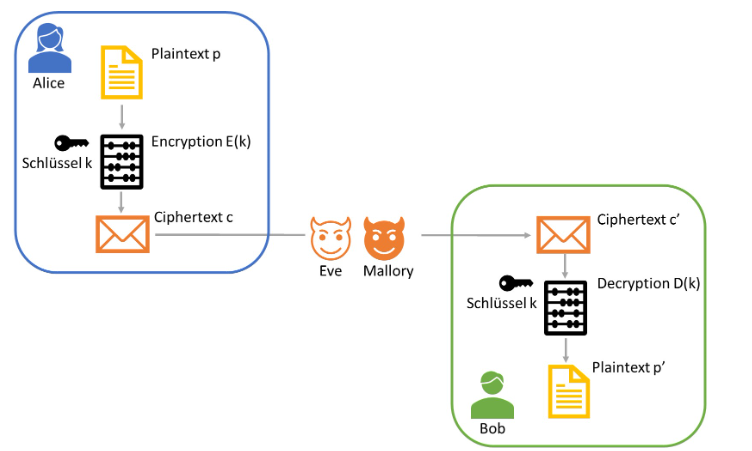 Plaintext p
Alice
Encryption E(k)
Schlüssel k
Ciphertext c
Eve
Mallory
Ciphertext c’
Decryption D(k)
Schlüssel k
Plaintext p’
Bob